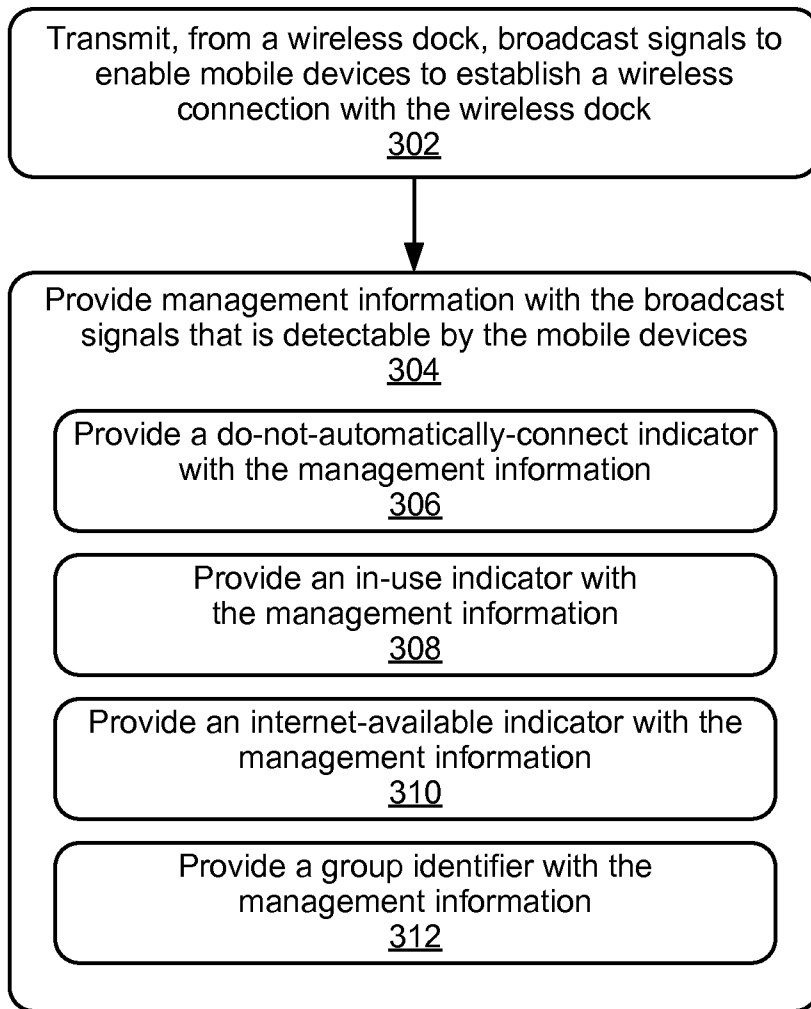 Transmit, from a wireless dock, broadcast signals to
enable mobile devices to establish a wireless
connection with the wireless dock
302
Provide management information with the broadcast
signals that is detectable by the mobile devices
304
Provide a do-not-automatically-connect indicator
with the management information
306
Provide an in-use indicator with
the management information
308
Provide an internet-available indicator with the
management information
310
Provide a group identifier with the
management information
312